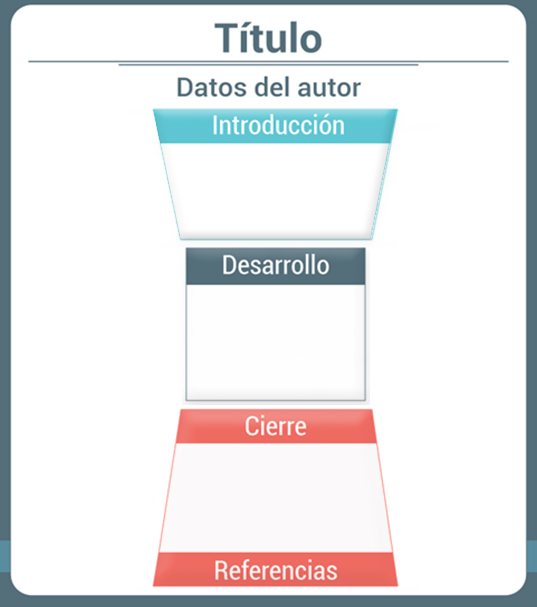 Título
Datos del autor
Introducción
Desarrollo
Cierre
Referencias